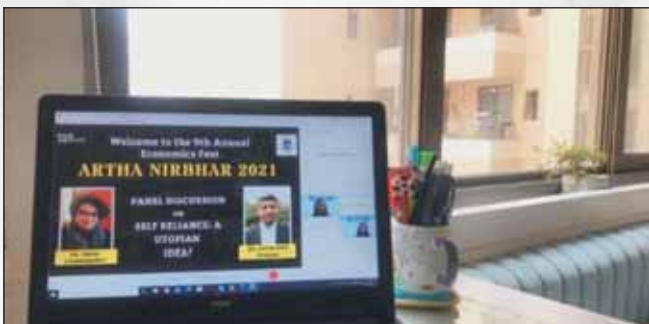 Welcome to the 9th Annual
Economics Fest
ARTHA NIRBHAR 2021
PANEL DISCUSSION
on
SELF RELIANCE: A
UTOPIAN
IDEA?